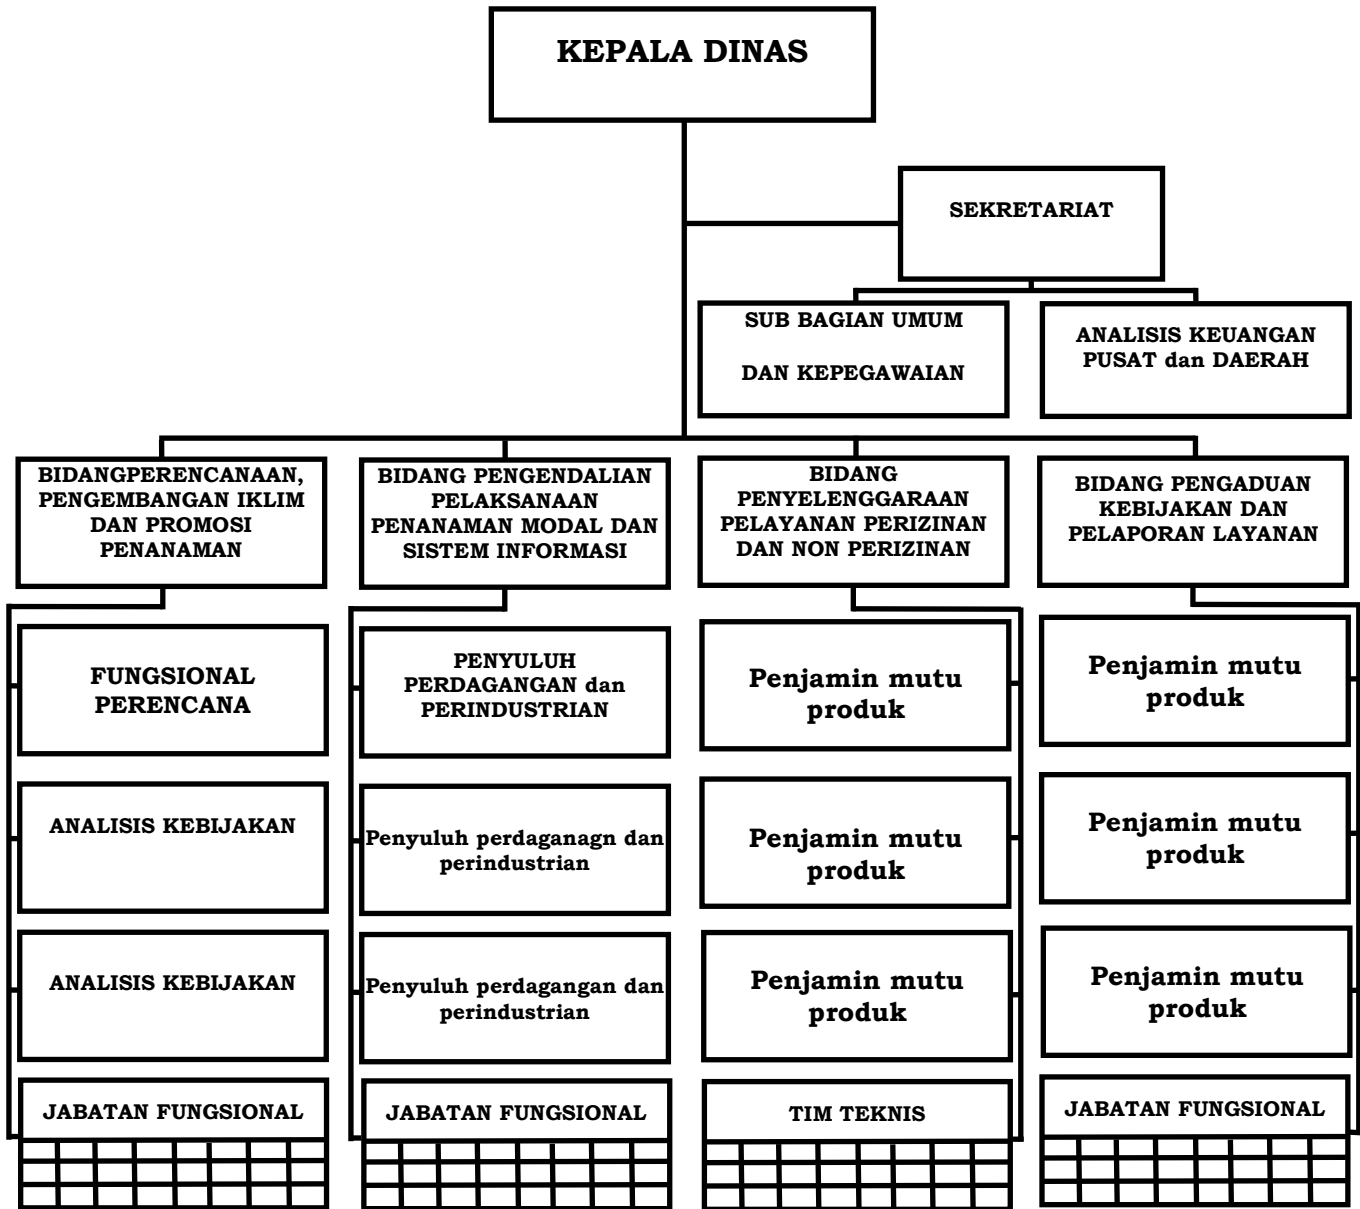 KEPALA DINAS
SEKRETARIAT
SUB BAGIAN UMUM
DAN KEPEGAWAIAN
ANALISIS KEUANGAN
PUSAT dan DAERAH
BIDANGPERENCANAAN,
PENGEMBANGAN IKLIM
DAN PROMOSI
PENANAMAN
BIDANG PENGENDALIAN
PELAKSANAAN
PENANAMAN MODAL DAN
SISTEM INFORMASI
BIDANG
PENYELENGGARAAN
PELAYANAN PERIZINAN
DAN NON PERIZINAN
BIDANG PENGADUAN
KEBIJAKAN DAN
PELAPORAN LAYANAN
FUNGSIONAL
PERENCANA
PENYULUH
PERDAGANGAN dan
PERINDUSTRIAN
Penjamin mutu
produk
Penjamin mutu
produk
ANALISIS KEBIJAKAN
Penyuluh perdaganagn dan
perindustrian
Penjamin mutu
produk
Penjamin mutu
produk
ANALISIS KEBIJAKAN
Penyuluh perdagangan dan
perindustrian
Penjamin mutu
produk
Penjamin mutu
produk
JABATAN FUNGSIONAL
JABATAN FUNGSIONAL
TIM TEKNIS
JABATAN FUNGSIONAL